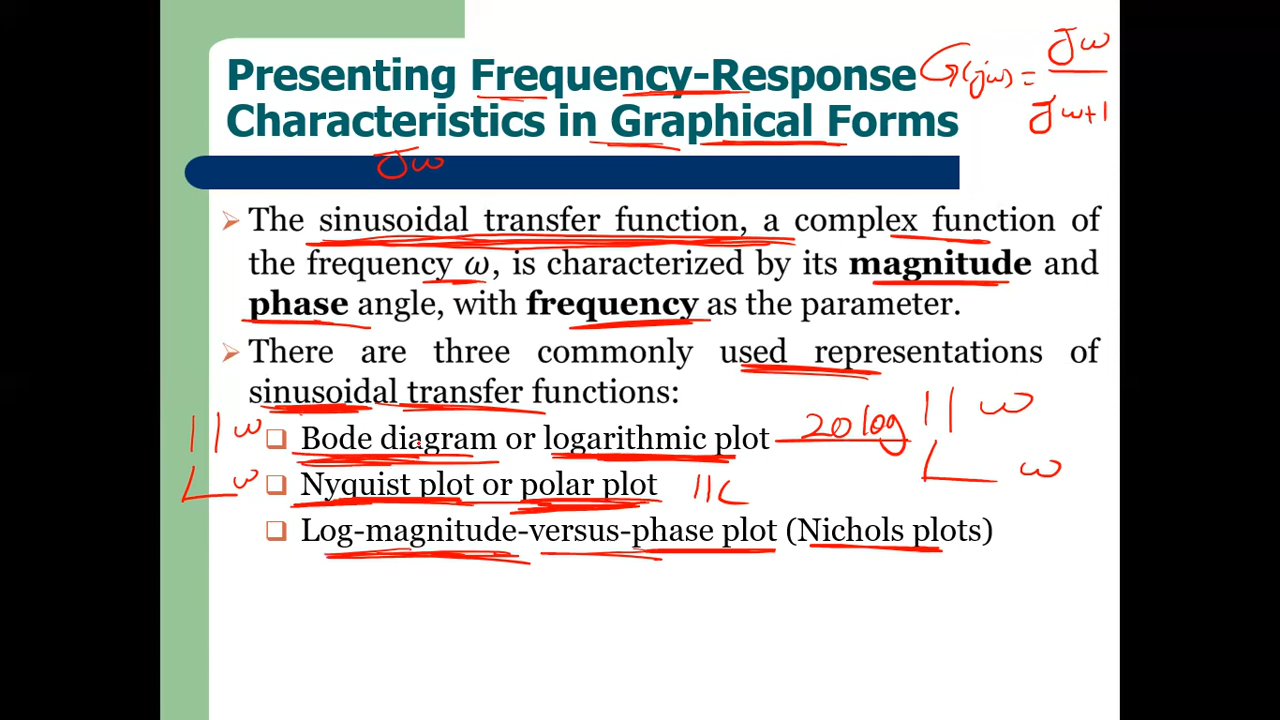 Presenting Frequency-Response G(jω) = jω / jω+1
Characteristics in Graphical Forms
jω
➢ The sinusoidal transfer function, a complex function of
the frequency ω, is characterized by its magnitude and
phase angle, with frequency as the parameter.
➢ There are three commonly used representations of
sinusoidal transfer functions:
| | ω ❑ Bode diagram or logarithmic plot 20 log | | ω
∠ ω ❑ Nyquist plot or polar plot | | ∠ ∠ ω
❑ Log-magnitude-versus-phase plot (Nichols plots)